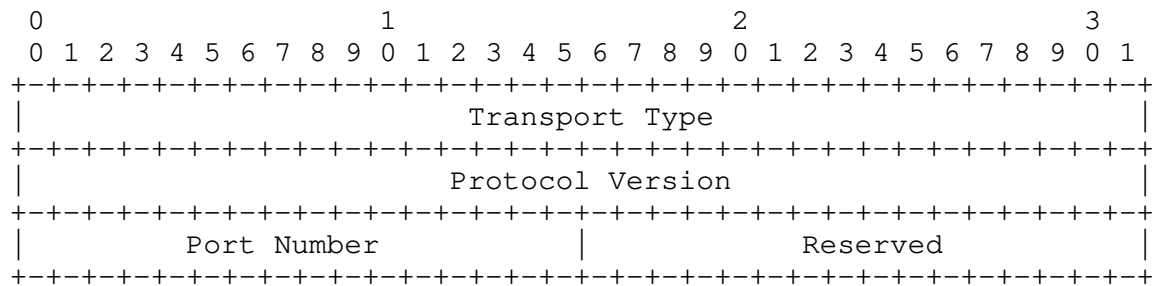 0                   1                   2                   3
0 1 2 3 4 5 6 7 8 9 0 1 2 3 4 5 6 7 8 9 0 1 2 3 4 5 6 7 8 9 0 1
+-+-+-+-+-+-+-+-+-+-+-+-+-+-+-+-+-+-+-+-+-+-+-+-+-+-+-+-+-+-+-+-+
|                         Transport Type                        |
+-+-+-+-+-+-+-+-+-+-+-+-+-+-+-+-+-+-+-+-+-+-+-+-+-+-+-+-+-+-+-+-+
|                        Protocol Version                       |
+-+-+-+-+-+-+-+-+-+-+-+-+-+-+-+-+-+-+-+-+-+-+-+-+-+-+-+-+-+-+-+-+
|         Port Number           |            Reserved           |
+-+-+-+-+-+-+-+-+-+-+-+-+-+-+-+-+-+-+-+-+-+-+-+-+-+-+-+-+-+-+-+-+